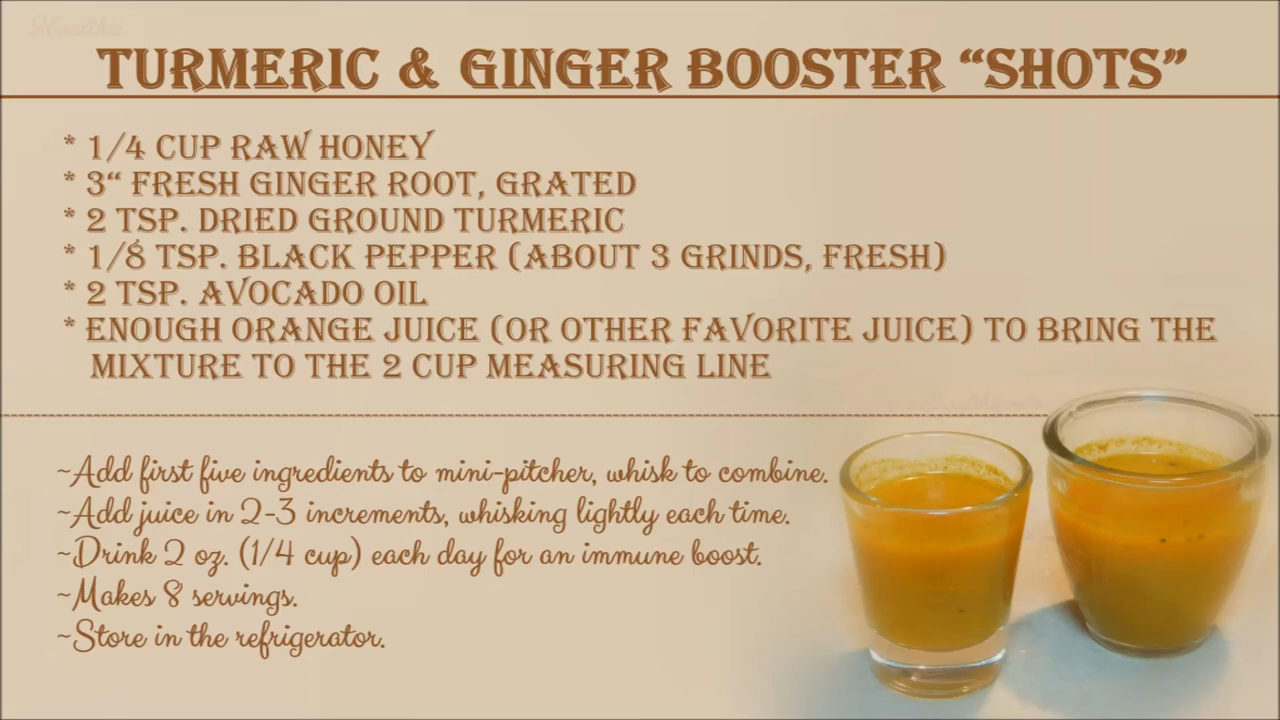 TURMERIC & GINGER BOOSTER “SHOTS”
* 1/4 CUP RAW HONEY
* 3“ FRESH GINGER ROOT, GRATED
* 2 TSP. DRIED GROUND TURMERIC
* 1/8 TSP. BLACK PEPPER (ABOUT 3 GRINDS, FRESH)
* 2 TSP. AVOCADO OIL
* ENOUGH ORANGE JUICE (OR OTHER FAVORITE JUICE) TO BRING THE
MIXTURE TO THE 2 CUP MEASURING LINE
~Add first five ingredients to mini-pitcher, whisk to combine.
~Add juice in 2-3 increments, whisking lightly each time.
~Drink 2 oz. (1/4 cup) each day for an immune boost.
~Makes 8 servings.
~Store in the refrigerator.